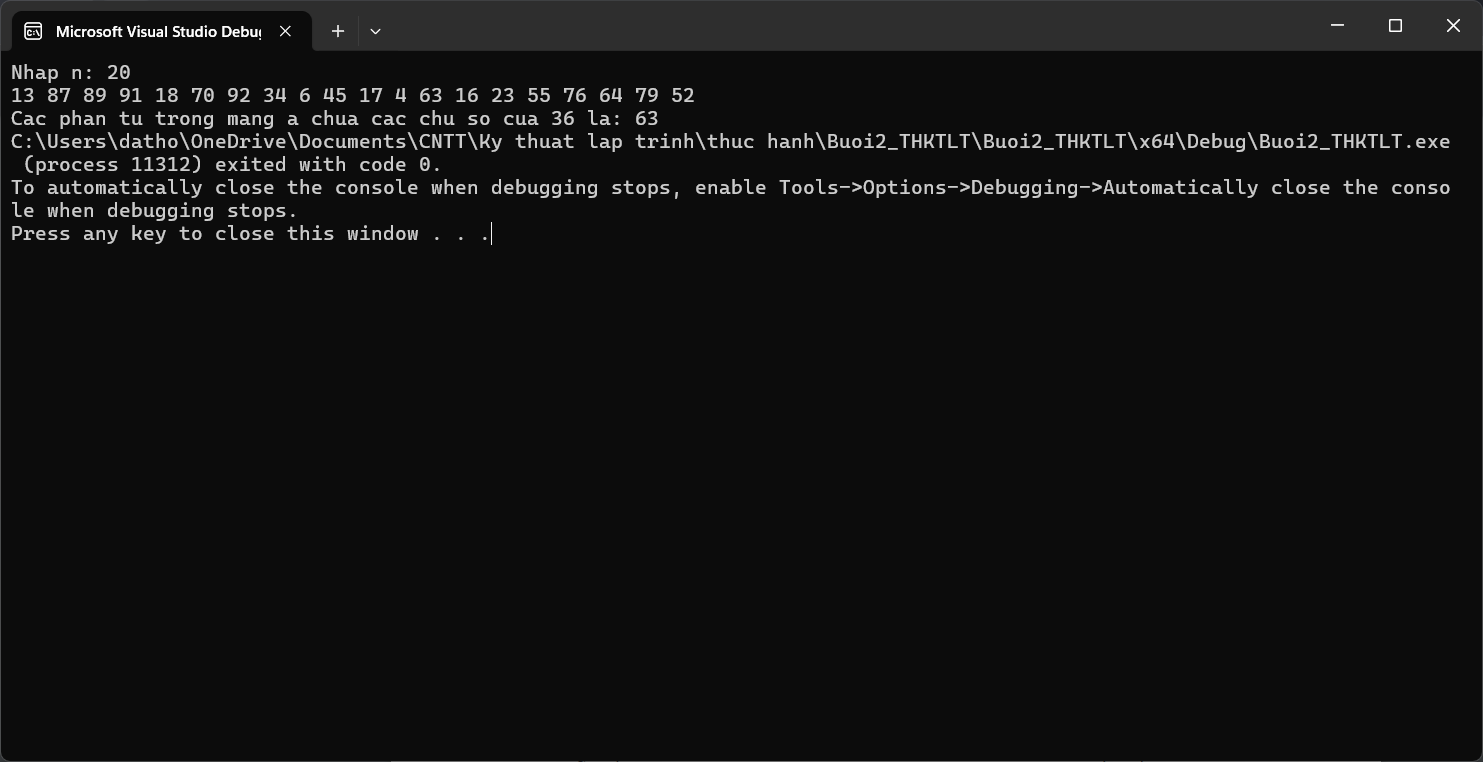 Microsoft Visual Studio Debu
Nhap n: 20
13 87 89 91 18 70 92 34 6 45 17 4 63 16 23 55 76 64 79 52
Cac phan tu trong mang a chua cac chu so cua 36 la: 63
C:\Users\datho\OneDrive\Documents\CNTT\Ky thuat lap trinh\thuc hanh\Buoi2_THKTLT\Buoi2_THKTLT\x64\Debug\Buoi2_THKTLT.exe
(process 11312) exited with code 0.
To automatically close the console when debugging stops, enable Tools->Options->Debugging->Automatically close the conso
le when debugging stops.
Press any key to close this window . . .